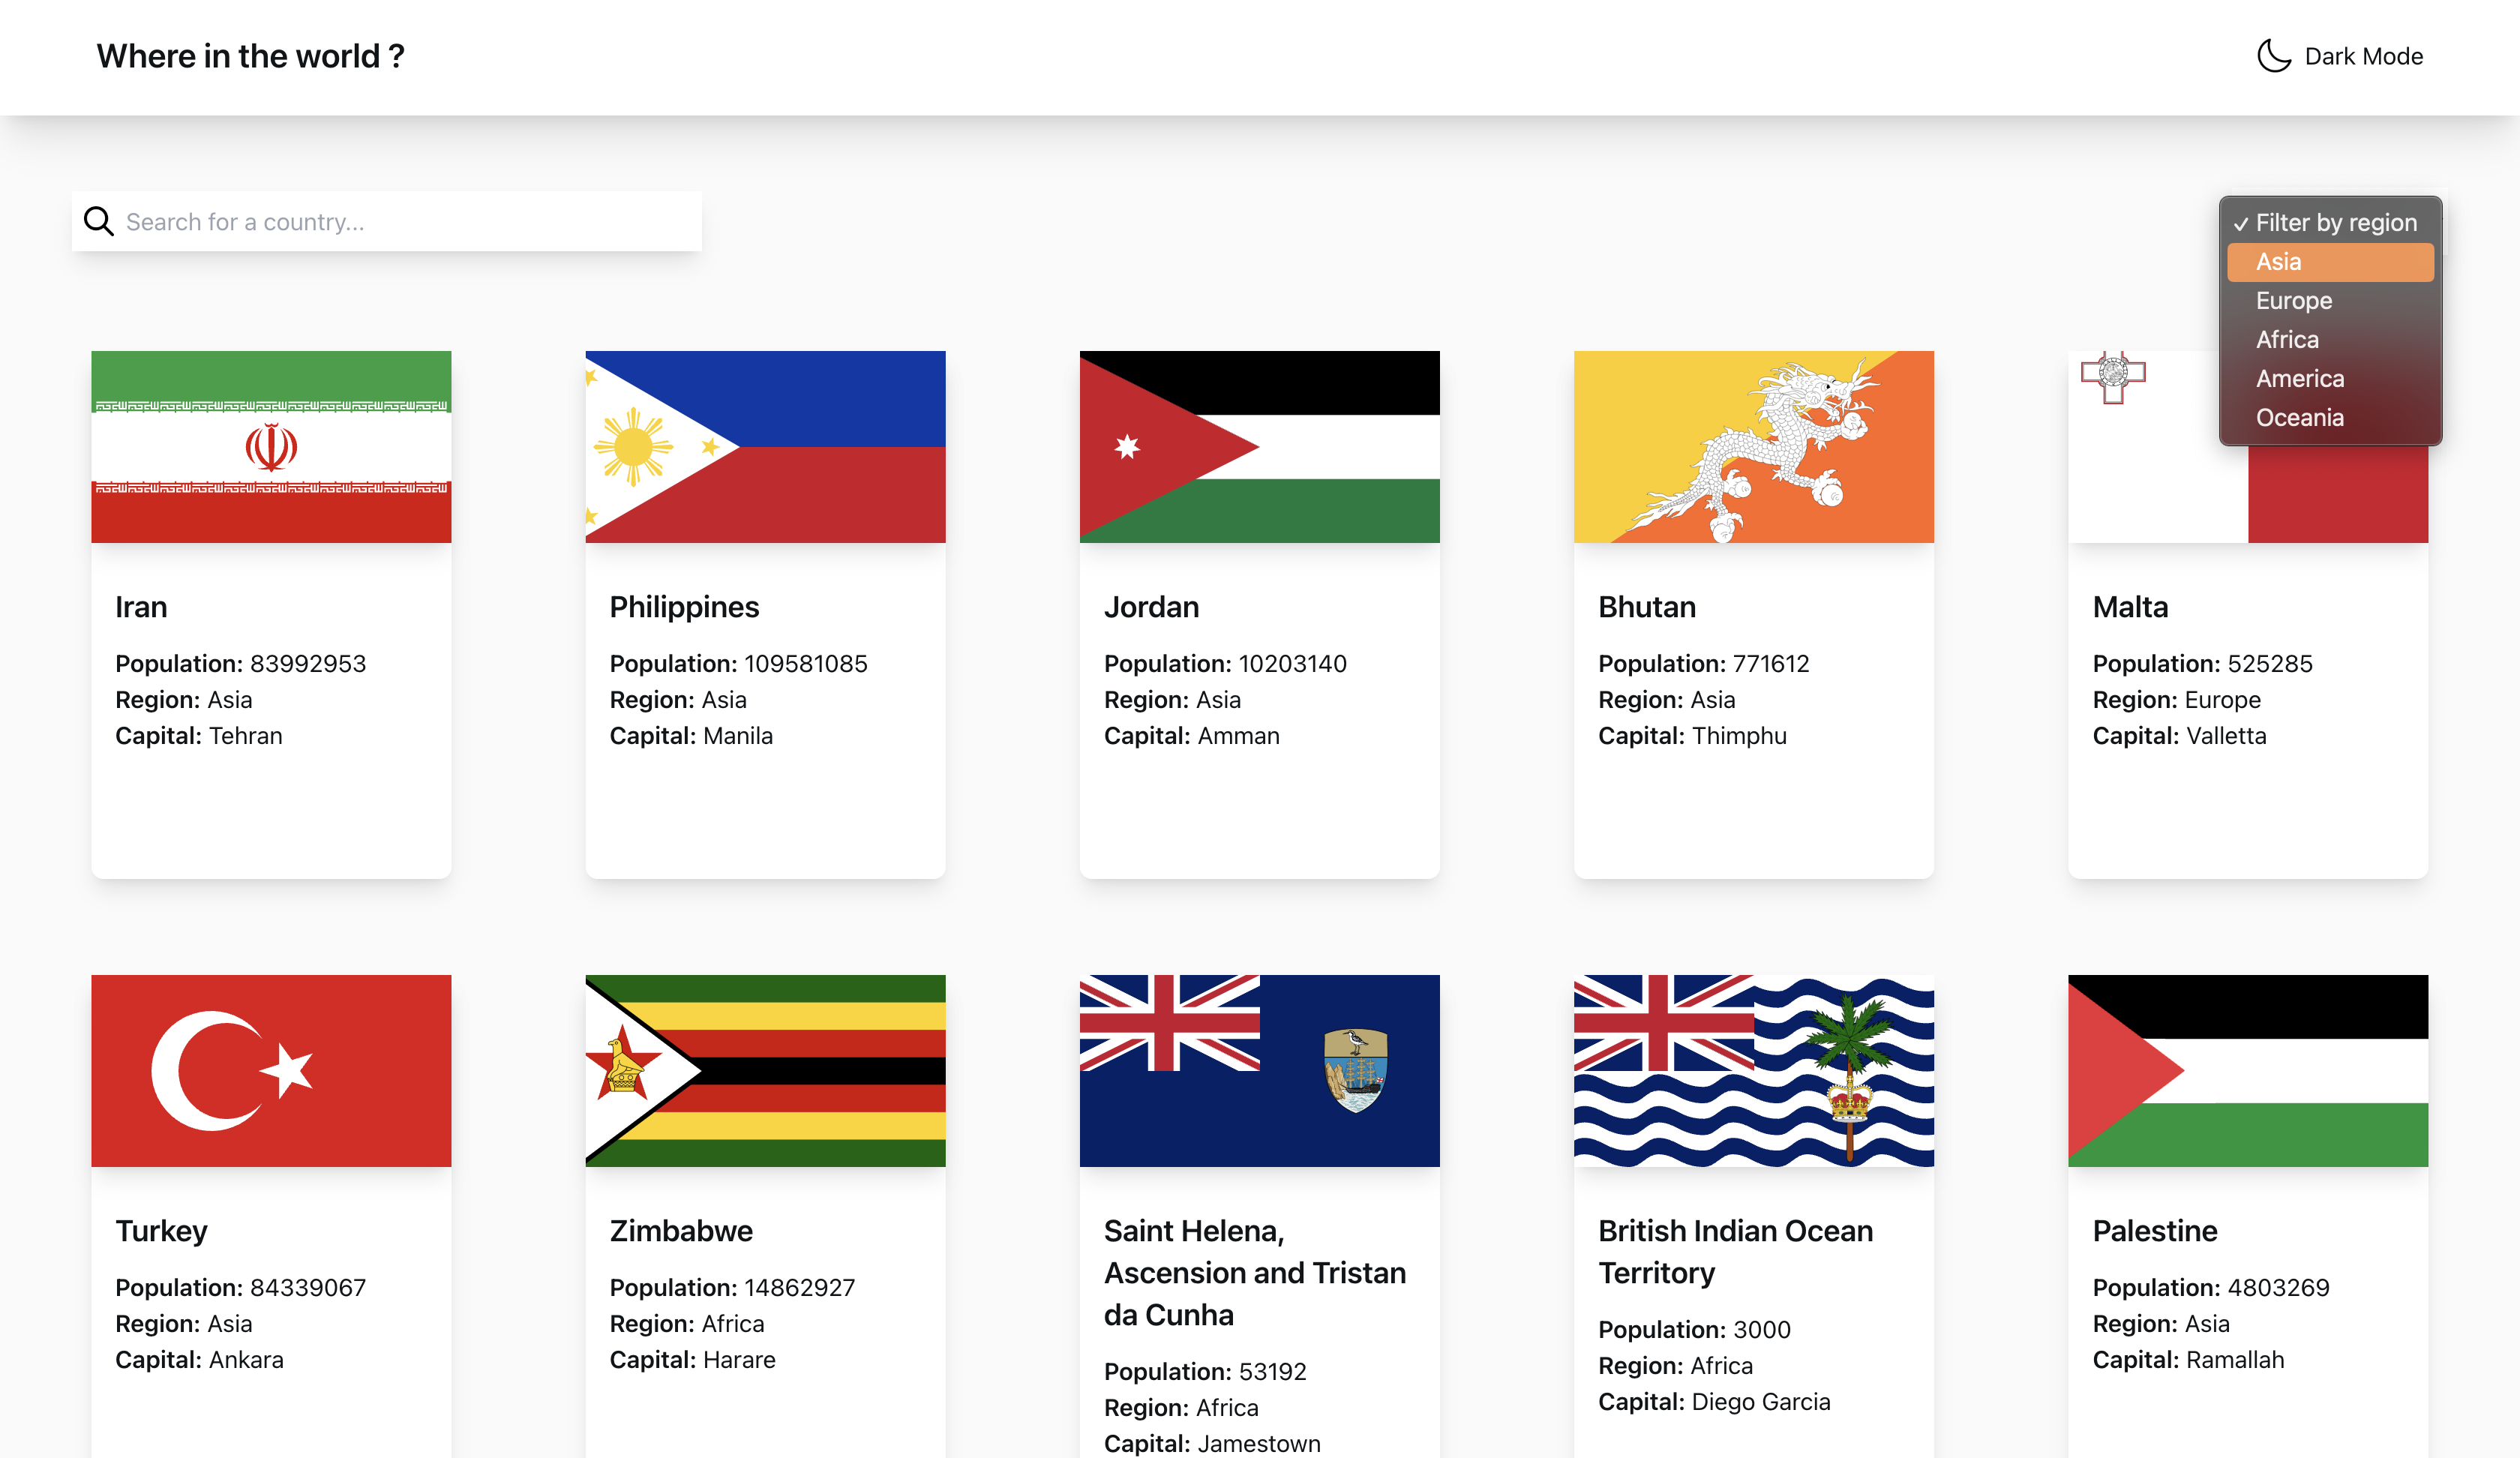 Where in the world ?
Dark Mode
Search for a country...
✓ Filter by region
Asia
Europe
Africa
America
Oceania
Iran
Population: 83992953
Region: Asia
Capital: Tehran
Philippines
Population: 109581085
Region: Asia
Capital: Manila
Jordan
Population: 10203140
Region: Asia
Capital: Amman
Bhutan
Population: 771612
Region: Asia
Capital: Thimphu
Malta
Population: 525285
Region: Europe
Capital: Valletta
Turkey
Population: 84339067
Region: Asia
Capital: Ankara
Zimbabwe
Population: 14862927
Region: Africa
Capital: Harare
Saint Helena,
Ascension and Tristan
da Cunha
Population: 53192
Region: Africa
Capital: Jamestown
British Indian Ocean
Territory
Population: 3000
Region: Africa
Capital: Diego Garcia
Palestine
Population: 4803269
Region: Asia
Capital: Ramallah